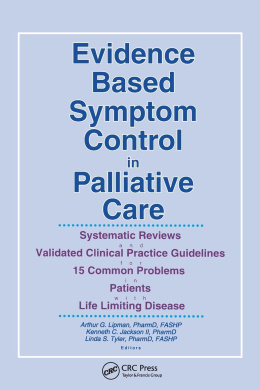 Evidence
Based
Symptom
Control
in
Palliative
Care
Systematic Reviews
and
Validated Clinical Practice Guidelines
for
15 Common Problems
in
Patients
with
Life Limiting Disease
Arthur G. Lipman, PharmD, FASHP
Kenneth C. Jackson II, PharmD
Linda S. Tyler, PharmD, FASHP
Editors
CRC Press
Taylor & Francis Group